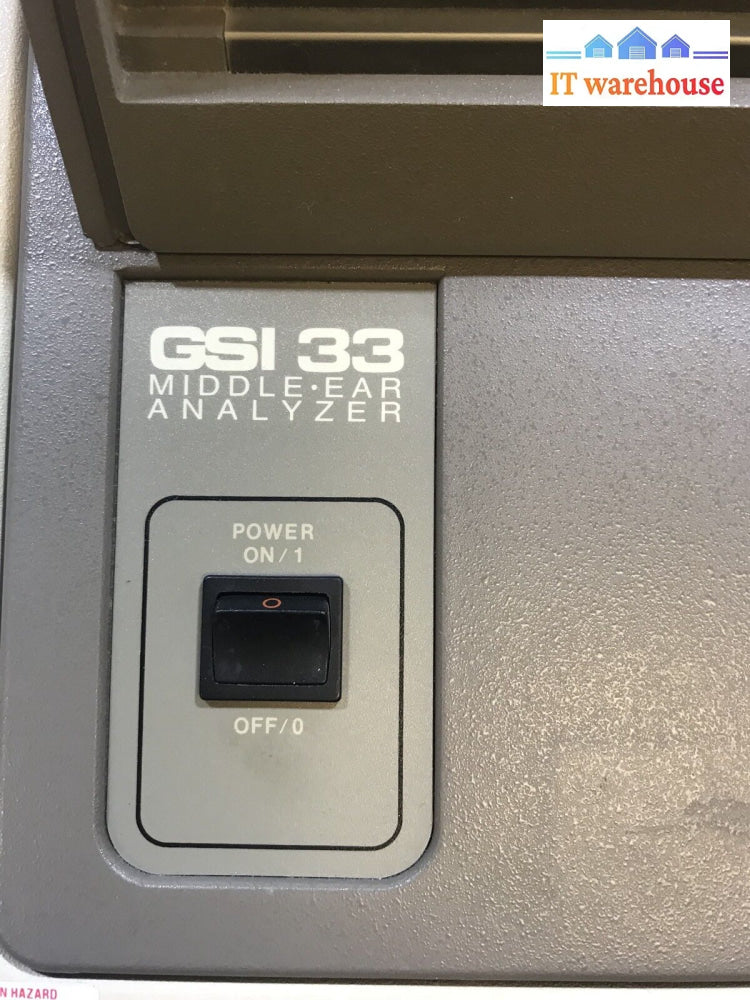 IT warehouse
GSI 33
MIDDLE·EAR
ANALYZER
POWER
ON/1
OFF/0
N HAZARD